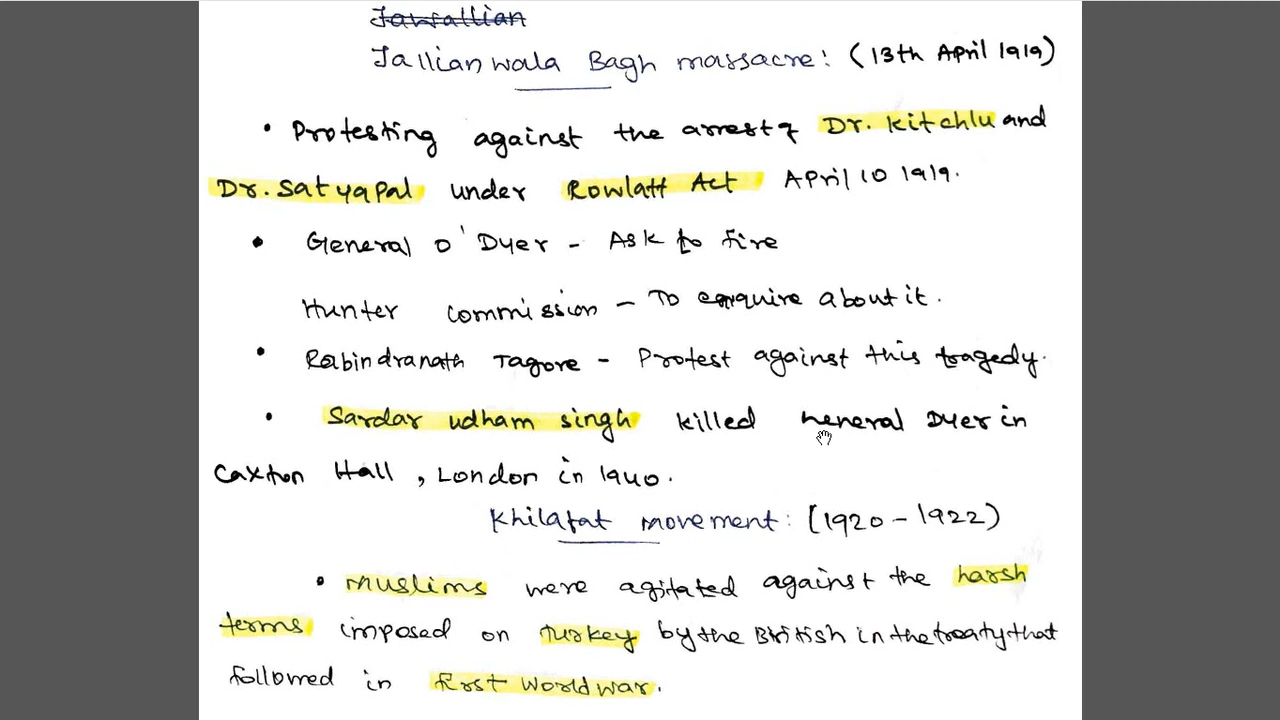 Jawallian
Jallianwala Bagh massacre: (13th April 1919)
• Protesting against the arrest of Dr. Kitchlu and
Dr. Satyapal under Rowlatt Act April 10 1919.
• General O'Dyer - Ask to fire
Hunter commission - To enquire about it.
• Rabindranath Tagore - Protest against this tragedy.
• Sardar udham singh killed General Dyer in
Caxton Hall, London in 1940.
Khilafat movement: [1920 - 1922)
• Muslims were agitated against the harsh
terms imposed on Turkey by the British in the treaty that
followed in first World war.